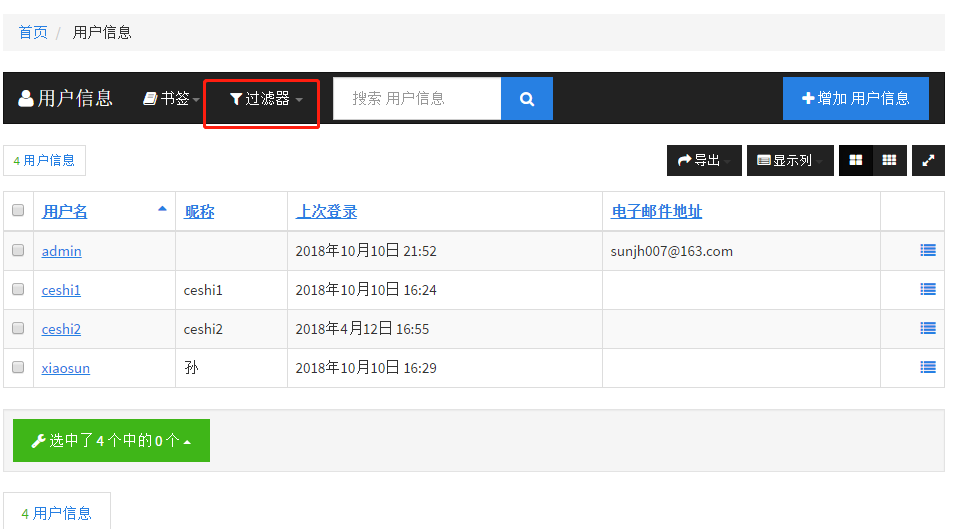 首页 / 用户信息
用户信息 书签 过滤器 搜索 用户信息 增加 用户信息
4 用户信息 导出 显示列
用户名 昵称 上次登录 电子邮件地址
admin 2018年10月10日 21:52 sunjh007@163.com
ceshi1 ceshi1 2018年10月10日 16:24
ceshi2 ceshi2 2018年4月12日 16:55
xiaosun 孙 2018年10月10日 16:29
选中了 4 个中的 0 个
4 用户信息